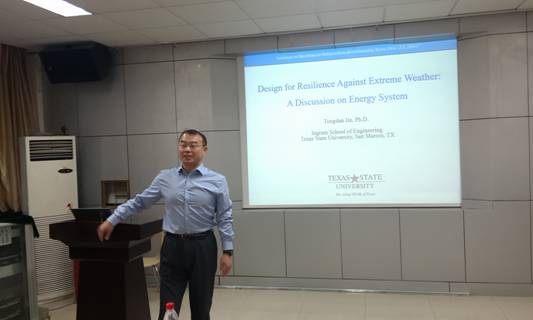 Design for Resilience Against Extreme Weather:
A Discussion on Energy System
Tongdan Jin, Ph.D.
Ingram School of Engineering
Texas State University, San Marcos, TX
TEXAS STATE
UNIVERSITY